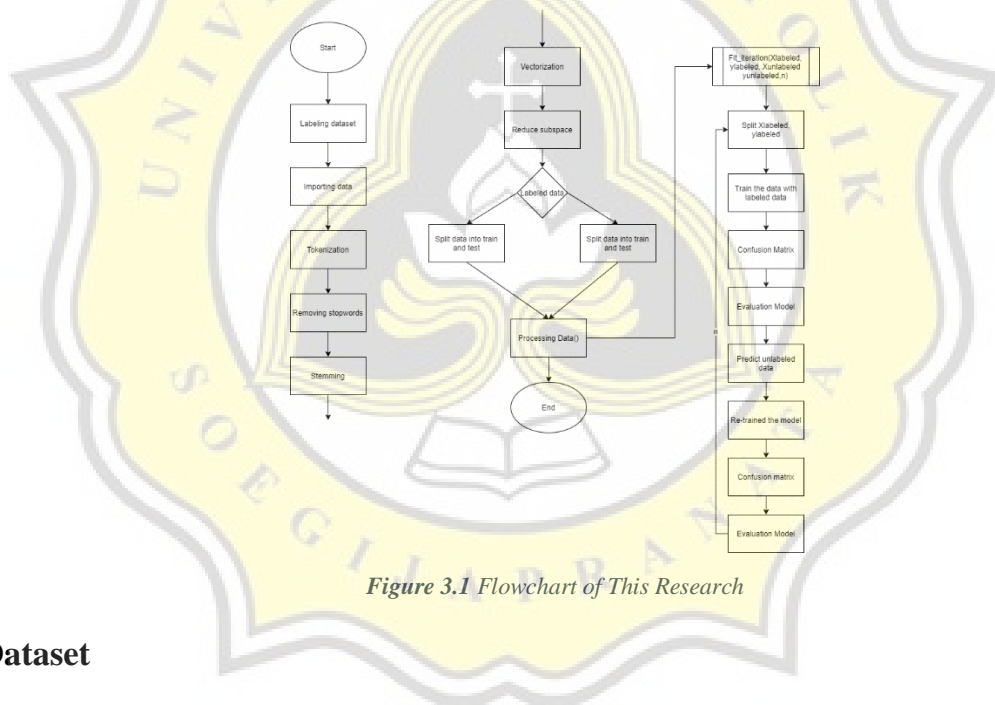 Start
Labeling dataset
Importing data
Tokenization
Removing stopwords
Stemming
Vectorization
Reduce subspace
Labeled data
Split data into train
and test
Split data into train
and test
Processing Data()
End
Fit_iteration(Xlabeled,
ylabeled, Xunlabeled
yunlabeled,n)
Split Xlabeled,
ylabeled
Train the data with
labeled data
Confusion Matrix
Evaluation Model
n
Predict unlabeled
data
Re-trained the model
Confusion matrix
Evaluation Model
Figure 3.1 Flowchart of This Research
SOEGIJAPRANATA